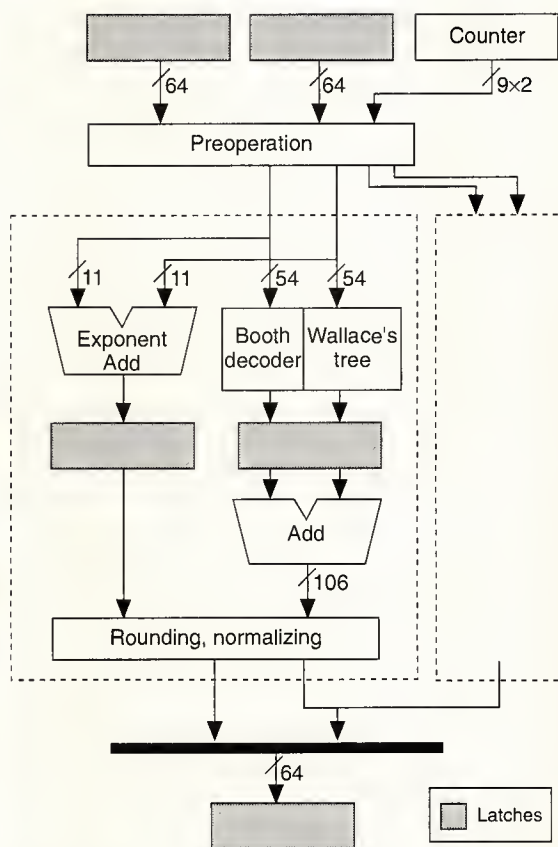 Counter
64
64
9×2
Preoperation
11
11
54
54
Exponent
Add
Booth
decoder
Wallace's
tree
Add
106
Rounding, normalizing
64
Latches